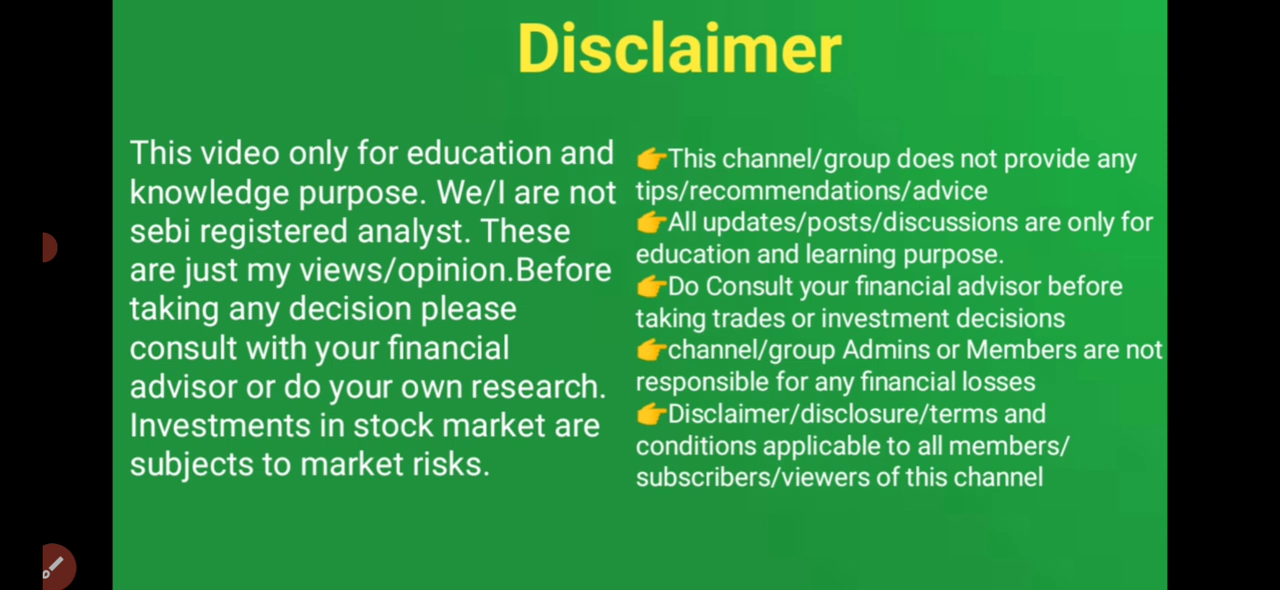 Disclaimer
This video only for education and
knowledge purpose. We/I are not
sebi registered analyst. These
are just my views/opinion.Before
taking any decision please
consult with your financial
advisor or do your own research.
Investments in stock market are
subjects to market risks.
👉This channel/group does not provide any
tips/recommendations/advice
👉All updates/posts/discussions are only for
education and learning purpose.
👉Do Consult your financial advisor before
taking trades or investment decisions
👉channel/group Admins or Members are not
responsible for any financial losses
👉Disclaimer/disclosure/terms and
conditions applicable to all members/
subscribers/viewers of this channel